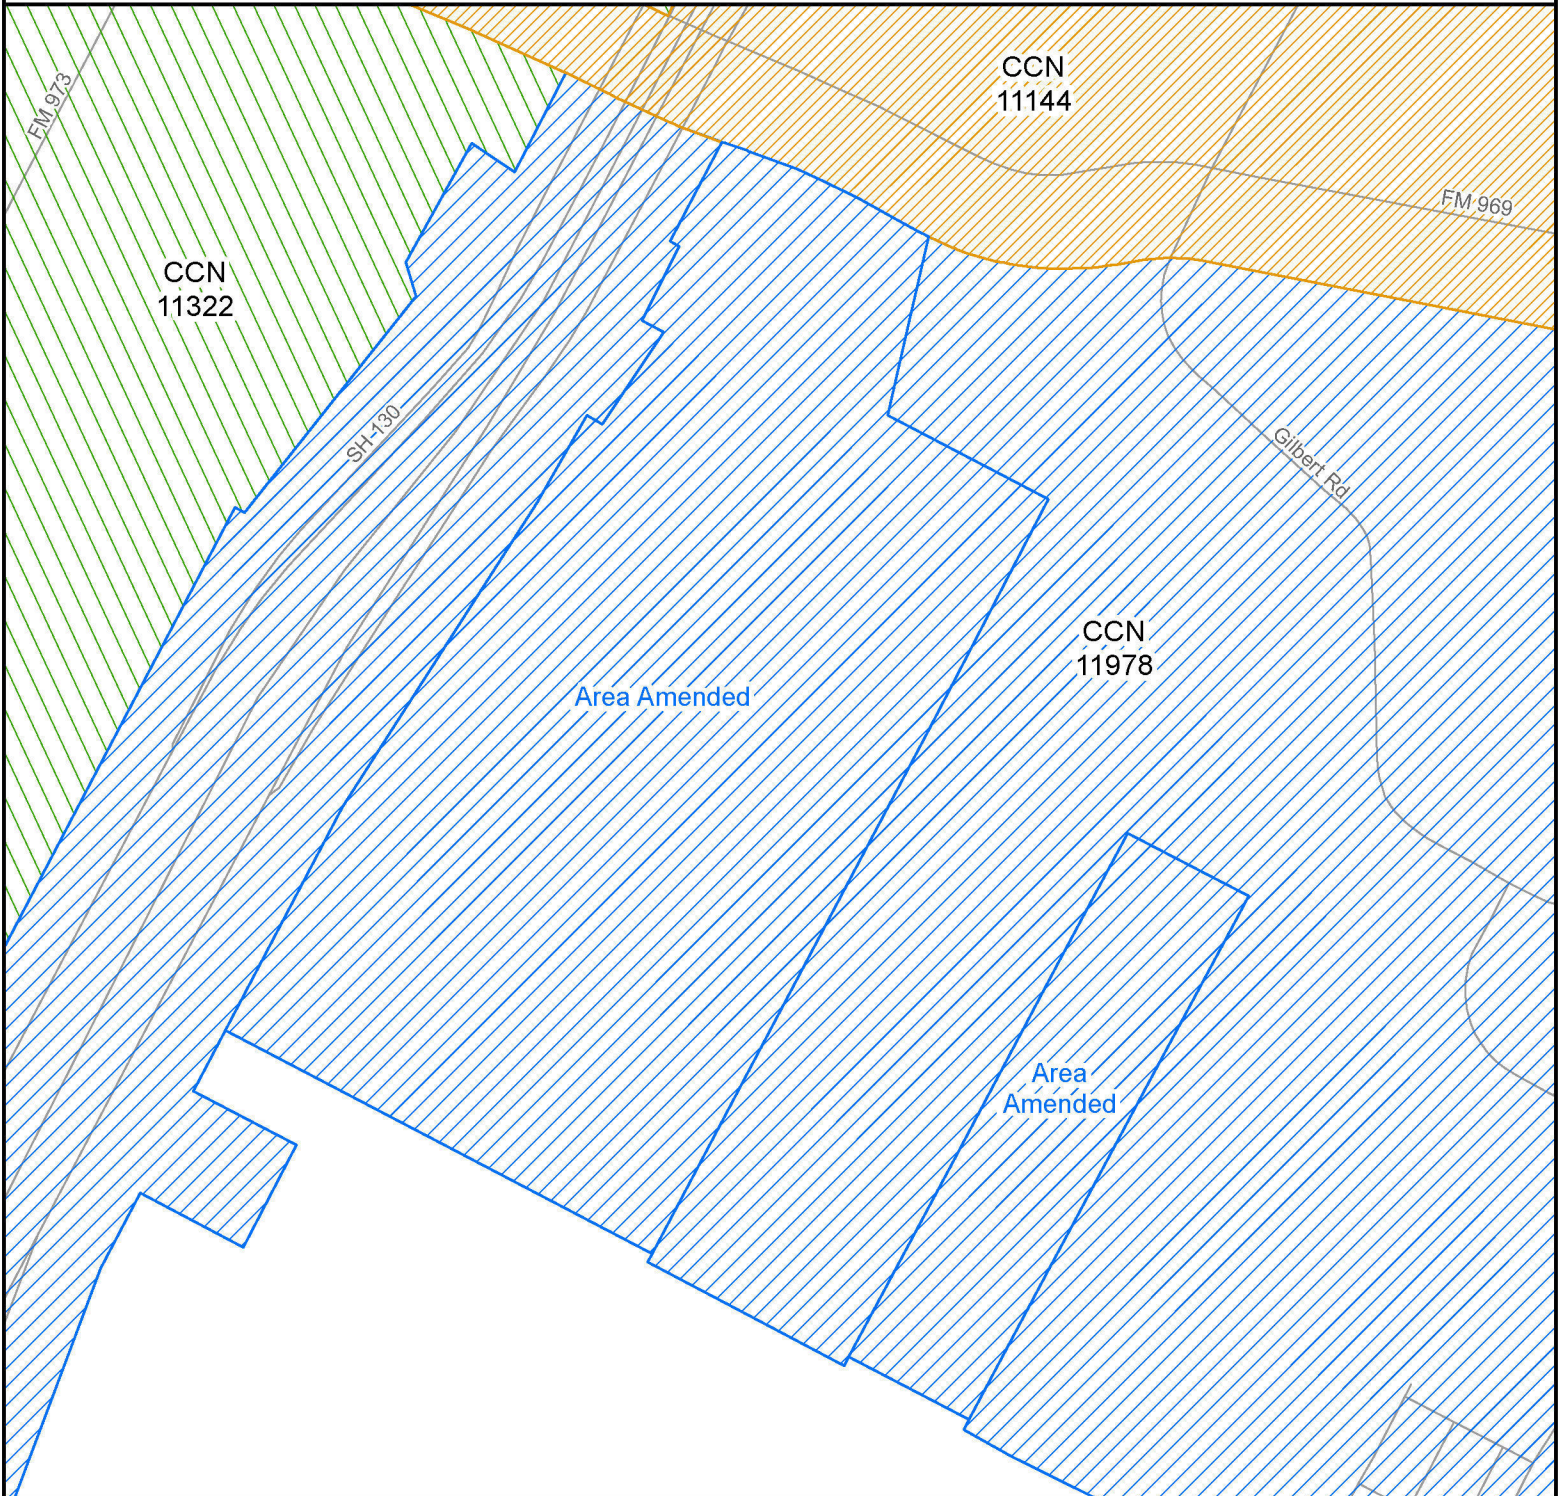 CCN
11144
FM 973
FM 969
CCN
11322
SH-130
Gilbert Rd
CCN
11978
Area Amended
Area
Amended